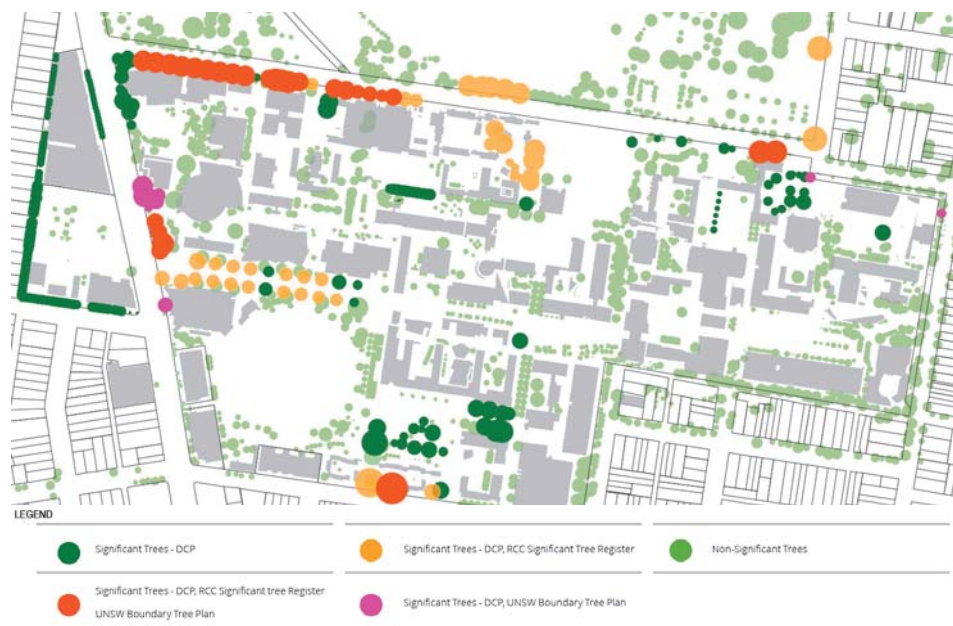 LEGEND
Significant Trees - DCP
Significant Trees - DCP, RCC Significant Tree Register
Non-Significant Trees
Significant Trees - DCP, RCC Significant tree Register
UNSW Boundary Tree Plan
Significant Trees - DCP, UNSW Boundary Tree Plan